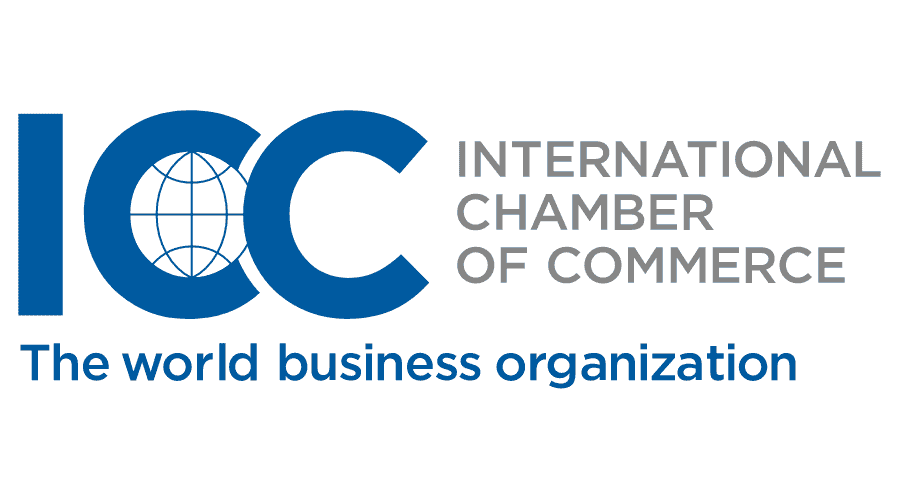 ICC
INTERNATIONAL
CHAMBER
OF COMMERCE
The world business organization